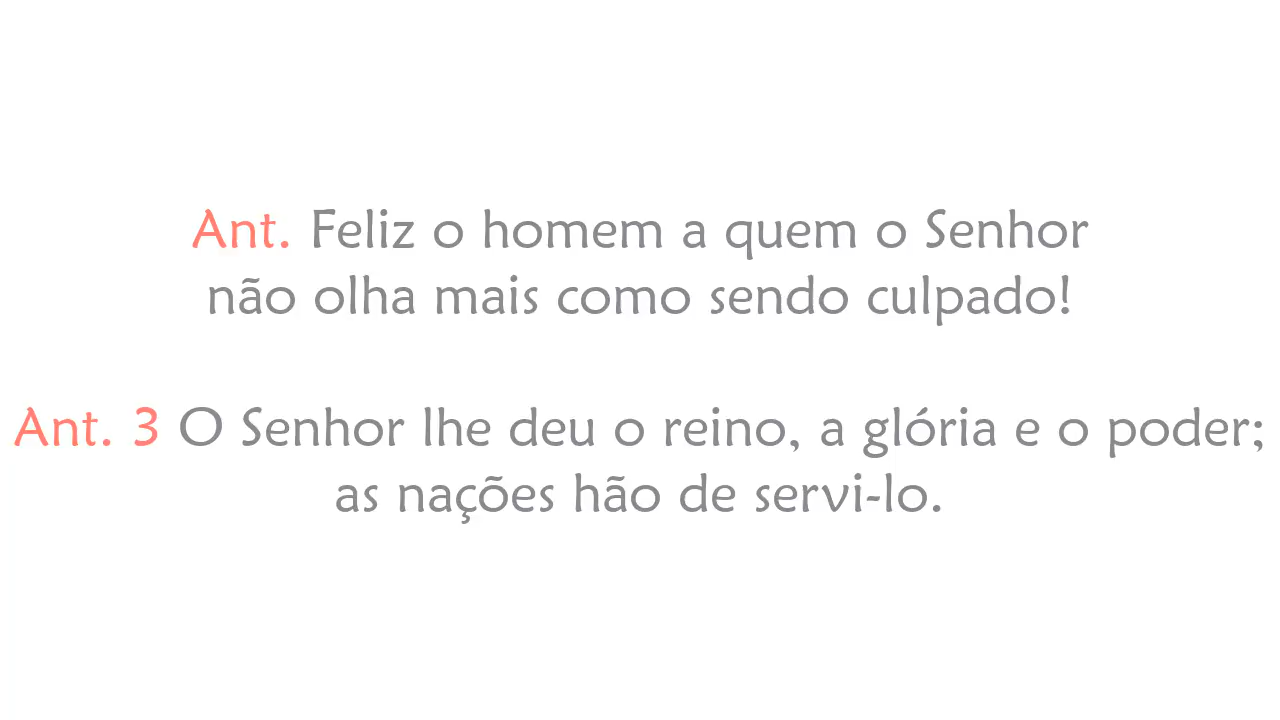 Ant. Feliz o homem a quem o Senhor
não olha mais como sendo culpado!
Ant. 3 O Senhor lhe deu o reino, a glória e o poder;
as nações hão de servi-lo.